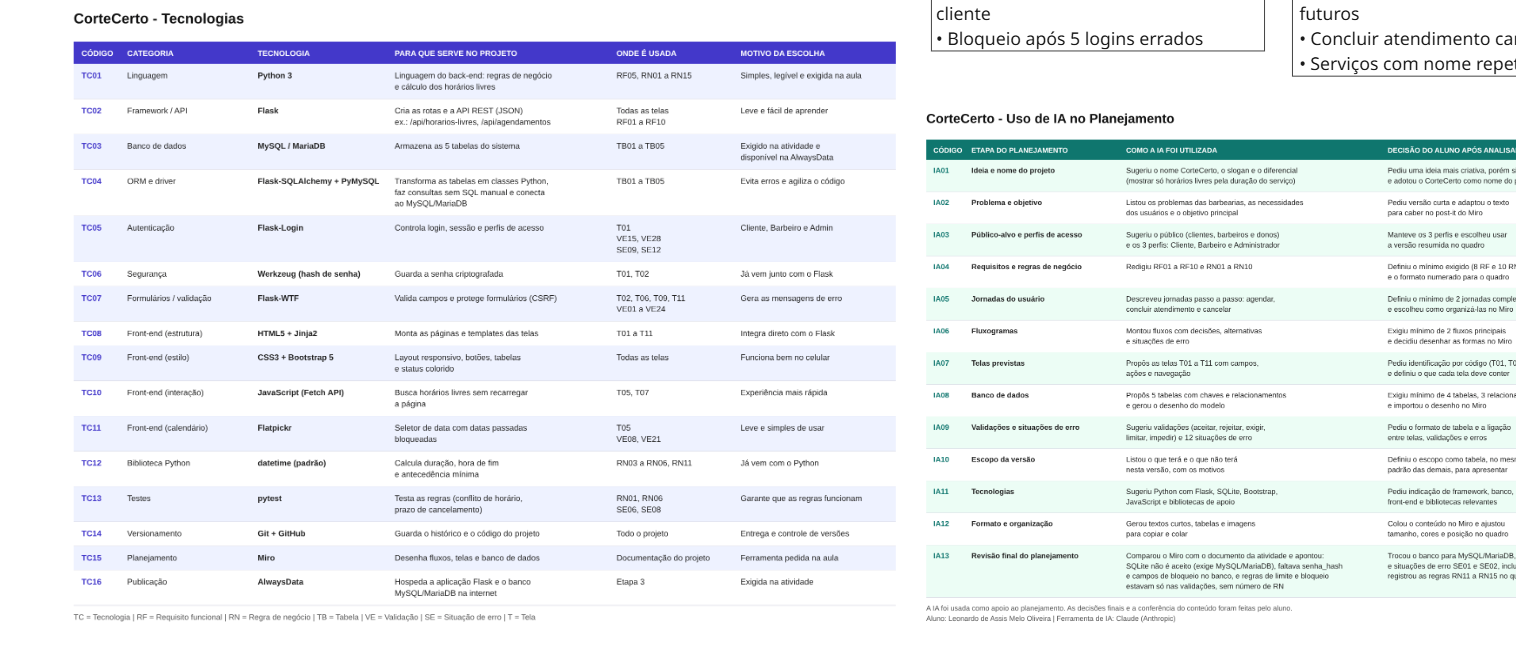 cliente
• Bloqueio após 5 logins errados
futuros
• Concluir atendimento
• Serviços com nome
CorteCerto - Tecnologias
CÓDIGO CATEGORIA TECNOLOGIA PARA QUE SERVE NO PROJETO ONDE É USADA MOTIVO DA ESCOLHA
TC01 Linguagem Python 3 Linguagem do back-end: regras de negócio RF05, RN01 a RN15 Simples, legível e exigida na aula
e cálculo dos horários livres
TC02 Framework / API Flask Cria as rotas e a API REST (JSON) Todas as telas Leve e fácil de aprender
ex.: /api/horarios-livres, /api/agendamentos RF01 a RF10
TC03 Banco de dados MySQL / MariaDB Armazena as 5 tabelas do sistema TB01 a TB05 Exigido na atividade e
disponível na AlwaysData
TC04 ORM e driver Flask-SQLAlchemy + PyMySQL Transforma as tabelas em classes Python, TB01 a TB05 Evita erros e agiliza o código
faz consultas sem SQL manual e conecta
ao MySQL/MariaDB
TC05 Autenticação Flask-Login Controla login, sessão e perfis de acesso T01 Cliente, Barbeiro e Admin
VE15, VE28
SE09, SE12
TC06 Segurança Werkzeug (hash de senha) Guarda a senha criptografada T01, T02 Já vem junto com o Flask
TC07 Formulários / validação Flask-WTF Valida campos e protege formulários (CSRF) T02, T06, T09, T11 Gera as mensagens de erro
VE01 a VE24
TC08 Front-end (estrutura) HTML5 + Jinja2 Monta as páginas e templates das telas T01 a T11 Integra direto com o Flask
TC09 Front-end (estilo) CSS3 + Bootstrap 5 Layout responsivo, botões, tabelas Todas as telas Funciona bem no celular
e status colorido
TC10 Front-end (interação) JavaScript (Fetch API) Busca horários livres sem recarregar T05, T07 Experiência mais rápida
a página
TC11 Front-end (calendário) Flatpickr Seletor de data com datas passadas T05 Leve e simples de usar
bloqueadas VE08, VE21
TC12 Biblioteca Python datetime (padrão) Calcula duração, hora de fim RN03 a RN06, RN11 Já vem com o Python
e antecedência mínima
TC13 Testes pytest Testa as regras (conflito de horário, RN01, RN06 Garante que as regras funcionam
prazo de cancelamento) SE06, SE08
TC14 Versionamento Git + GitHub Guarda o histórico e o código do projeto Todo o projeto Entrega e controle de versões
TC15 Planejamento Miro Desenha fluxos, telas e banco de dados Documentação do projeto Ferramenta pedida na aula
TC16 Publicação AlwaysData Hospeda a aplicação Flask e o banco Etapa 3 Exigida na atividade
MySQL/MariaDB na internet
TC = Tecnologia | RF = Requisito funcional | RN = Regra de negócio | TB = Tabela | VE = Validação | SE = Situação de erro | T = Tela
CorteCerto - Uso de IA no Planejamento
CÓDIGO ETAPA DO PLANEJAMENTO COMO A IA FOI UTILIZADA DECISÃO DO ALUNO APÓS
IA01 Ideia e nome do projeto Sugeriu o nome CorteCerto, o slogan e o diferencial Pediu uma ideia mais criativa, porém
(mostrar só horários livres pela duração do serviço) e adotou o CorteCerto como nome do
IA02 Problema e objetivo Listou os problemas das barbearias, as necessidades Pediu versão curta e adaptou o texto
dos usuários e o objetivo principal para caber no post-it do Miro
IA03 Público-alvo e perfis de acesso Sugeriu o público (clientes, barbeiros e donos) Manteve os 3 perfis e escolheu usar
e os 3 perfis: Cliente, Barbeiro e Administrador a versão resumida no quadro
IA04 Requisitos e regras de negócio Redigiu RF01 a RF10 e RN01 a RN10 Definiu o mínimo exigido (8 RF e 10
e o formato numerado para o quadro
IA05 Jornadas do usuário Descreveu jornadas passo a passo: agendar, Definiu o mínimo de 2 jornadas
concluir atendimento e cancelar e escolheu como organizá-las no Miro
IA06 Fluxogramas Montou fluxos com decisões, alternativas Exigiu mínimo de 2 fluxos principais
e situações de erro e decidiu desenhar as formas no Miro
IA07 Telas previstas Propôs as telas T01 a T11 com campos, Pediu identificação por código (T01,
ações e navegação e definiu o que cada tela deve conter
IA08 Banco de dados Propôs 5 tabelas com chaves e relacionamentos Exigiu mínimo de 4 tabelas, 3
e gerou o desenho do modelo e importou o desenho no Miro
IA09 Validações e situações de erro Sugeriu validações (aceitar, rejeitar, exigir, Pediu o formato de tabela e a ligação
limitar, impedir) e 12 situações de erro entre telas, validações e erros
IA10 Escopo da versão Listou o que terá e o que não terá Definiu o escopo como tabela, no
nesta versão, com os motivos padrão das demais, para apresentar
IA11 Tecnologias Sugeriu Python com Flask, SQLite, Bootstrap, Pediu indicação de framework, banco,
JavaScript e bibliotecas de apoio front-end e bibliotecas relevantes
IA12 Formato e organização Gerou textos curtos, tabelas e imagens Colou o conteúdo no Miro e ajustou
para copiar e colar tamanho, cores e posição no quadro
IA13 Revisão final do planejamento Comparou o Miro com o documento da atividade e apontou: Trocou o banco para MySQL/MariaDB,
SQLite não é aceito (exige MySQL/MariaDB), faltava senha_hash e situações de erro SE01 e SE02,
e campos de bloqueio no banco, e regras de limite e bloqueio registrou as regras RN11 a RN15 no
estavam só nas validações, sem número de RN
A IA foi usada como apoio ao planejamento. As decisões finais e a conferência do conteúdo foram feitas pelo aluno.
Aluno: Leonardo de Assis Melo Oliveira | Ferramenta de IA: Claude (Anthropic)